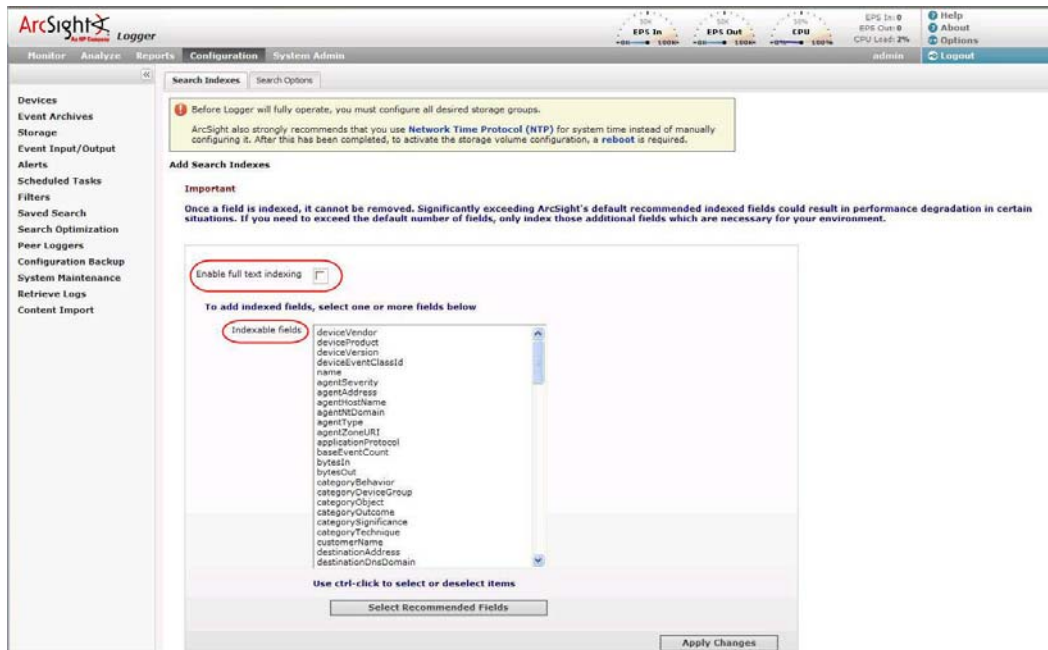 ArcSight Logger
An HP Company
EPS In
EPS Out
CPU
EPS In: 0
EPS Out: 0
CPU Load: 2%
Help
About
Options
Monitor Analyze Reports Configuration System Admin
admin
Logout
Search Indexes
Search Options
Devices
Event Archives
Storage
Event Input/Output
Alerts
Scheduled Tasks
Filters
Saved Search
Search Optimization
Peer Loggers
Configuration Backup
System Maintenance
Retrieve Logs
Content Import
Before Logger will fully operate, you must configure all desired storage groups.
ArcSight also strongly recommends that you use Network Time Protocol (NTP) for system time instead of manually
configuring it. After this has been completed, to activate the storage volume configuration, a reboot is required.
Add Search Indexes
Important
Once a field is indexed, it cannot be removed. Significantly exceeding ArcSight's default recommended indexed fields could result in performance degradation in certain
situations. If you need to exceed the default number of fields, only index those additional fields which are necessary for your environment.
Enable full text indexing
To add indexed fields, select one or more fields below
Indexable fields
deviceVendor
deviceProduct
deviceVersion
deviceEventClassId
name
agentSeverity
agentAddress
agentHostName
agentNtDomain
agentType
agentZoneURI
applicationProtocol
baseEventCount
bytesIn
bytesOut
categoryBehavior
categoryDeviceGroup
categoryObject
categoryOutcome
categorySignificance
categoryTechnique
customerName
destinationAddress
destinationDnsDomain
Use ctrl-click to select or deselect items
Select Recommended Fields
Apply Changes